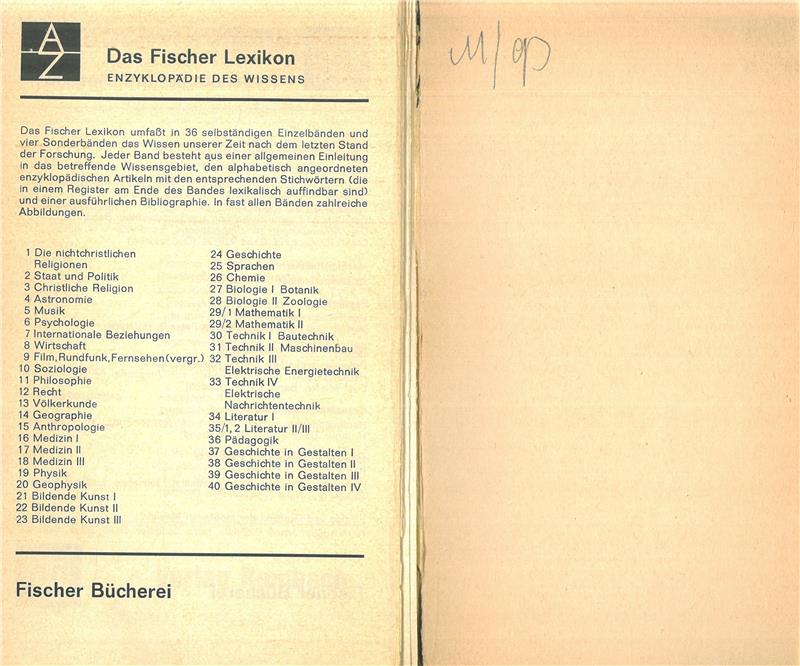 A
Z
Das Fischer Lexikon
ENZYKLOPÄDIE DES WISSENS
Das Fischer Lexikon umfaßt in 36 selbständigen Einzelbänden und
vier Sonderbänden das Wissen unserer Zeit nach dem letzten Stand
der Forschung. Jeder Band besteht aus einer allgemeinen Einleitung
in das betreffende Wissensgebiet, den alphabetisch angeordneten
enzyklopädischen Artikeln mit den entsprechenden Stichwörtern (die
in einem Register am Ende des Bandes lexikalisch auffindbar sind)
und einer ausführlichen Bibliographie. In fast allen Bänden zahlreiche
Abbildungen.
1 Die nichtchristlichen
Religionen
2 Staat und Politik
3 Christliche Religion
4 Astronomie
5 Musik
6 Psychologie
7 Internationale Beziehungen
8 Wirtschaft
9 Film, Rundfunk, Fernsehen (vergr.)
10 Soziologie
11 Philosophie
12 Recht
13 Völkerkunde
14 Geographie
15 Anthropologie
16 Medizin I
17 Medizin II
18 Medizin III
19 Physik
20 Geophysik
21 Bildende Kunst I
22 Bildende Kunst II
23 Bildende Kunst III
24 Geschichte
25 Sprachen
26 Chemie
27 Biologie I Botanik
28 Biologie II Zoologie
29/1 Mathematik I
29/2 Mathematik II
30 Technik I Bautechnik
31 Technik II Maschinenbau
32 Technik III
Elektrische Energietechnik
33 Technik IV
Elektrische
Nachrichtentechnik
34 Literatur I
35/1, 2 Literatur II/III
36 Pädagogik
37 Geschichte in Gestalten I
38 Geschichte in Gestalten II
39 Geschichte in Gestalten III
40 Geschichte in Gestalten IV
Fischer Bücherei